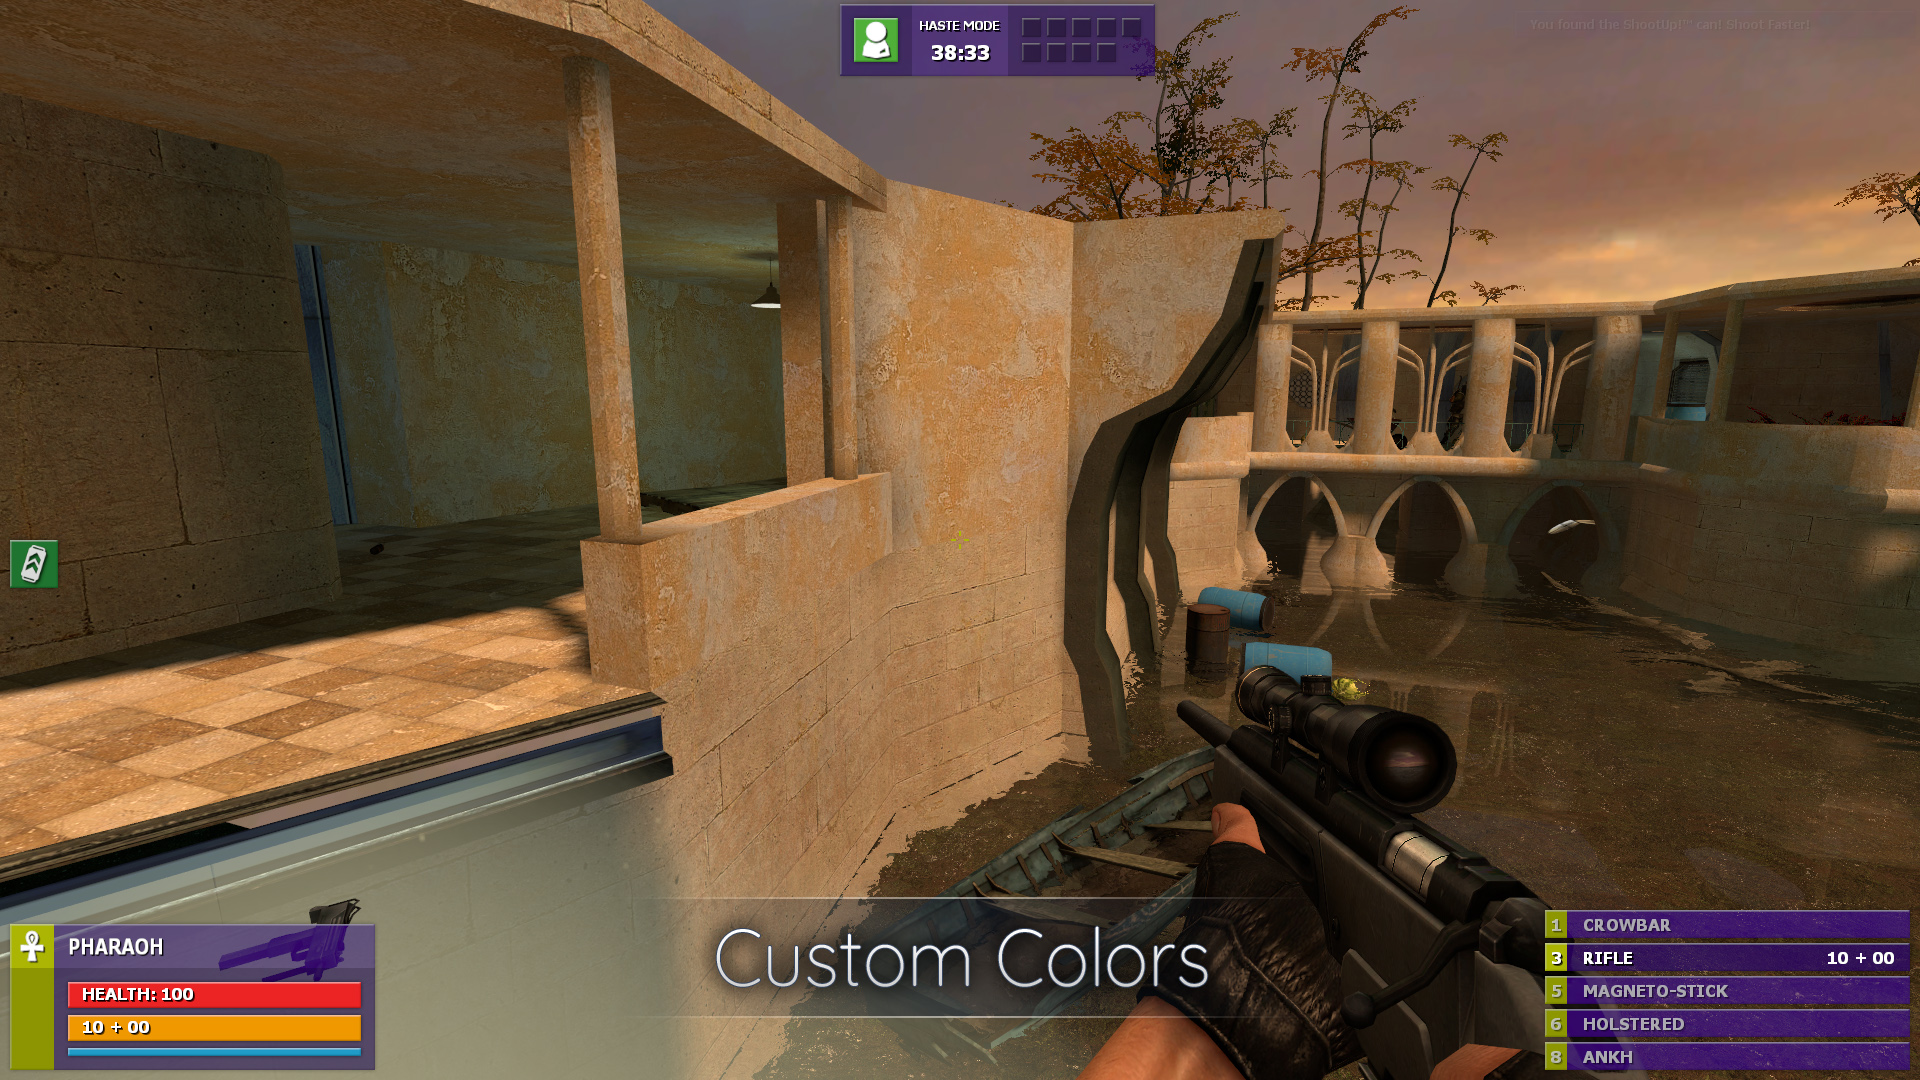 HASTE MODE
38:33
You found the ShootUp!™ can! Shoot Faster!
PHARAOH
HEALTH: 100
10 + 00
Custom Colors
1 CROWBAR
3 RIFLE 10 + 00
5 MAGNETO-STICK
6 HOLSTERED
8 ANKH